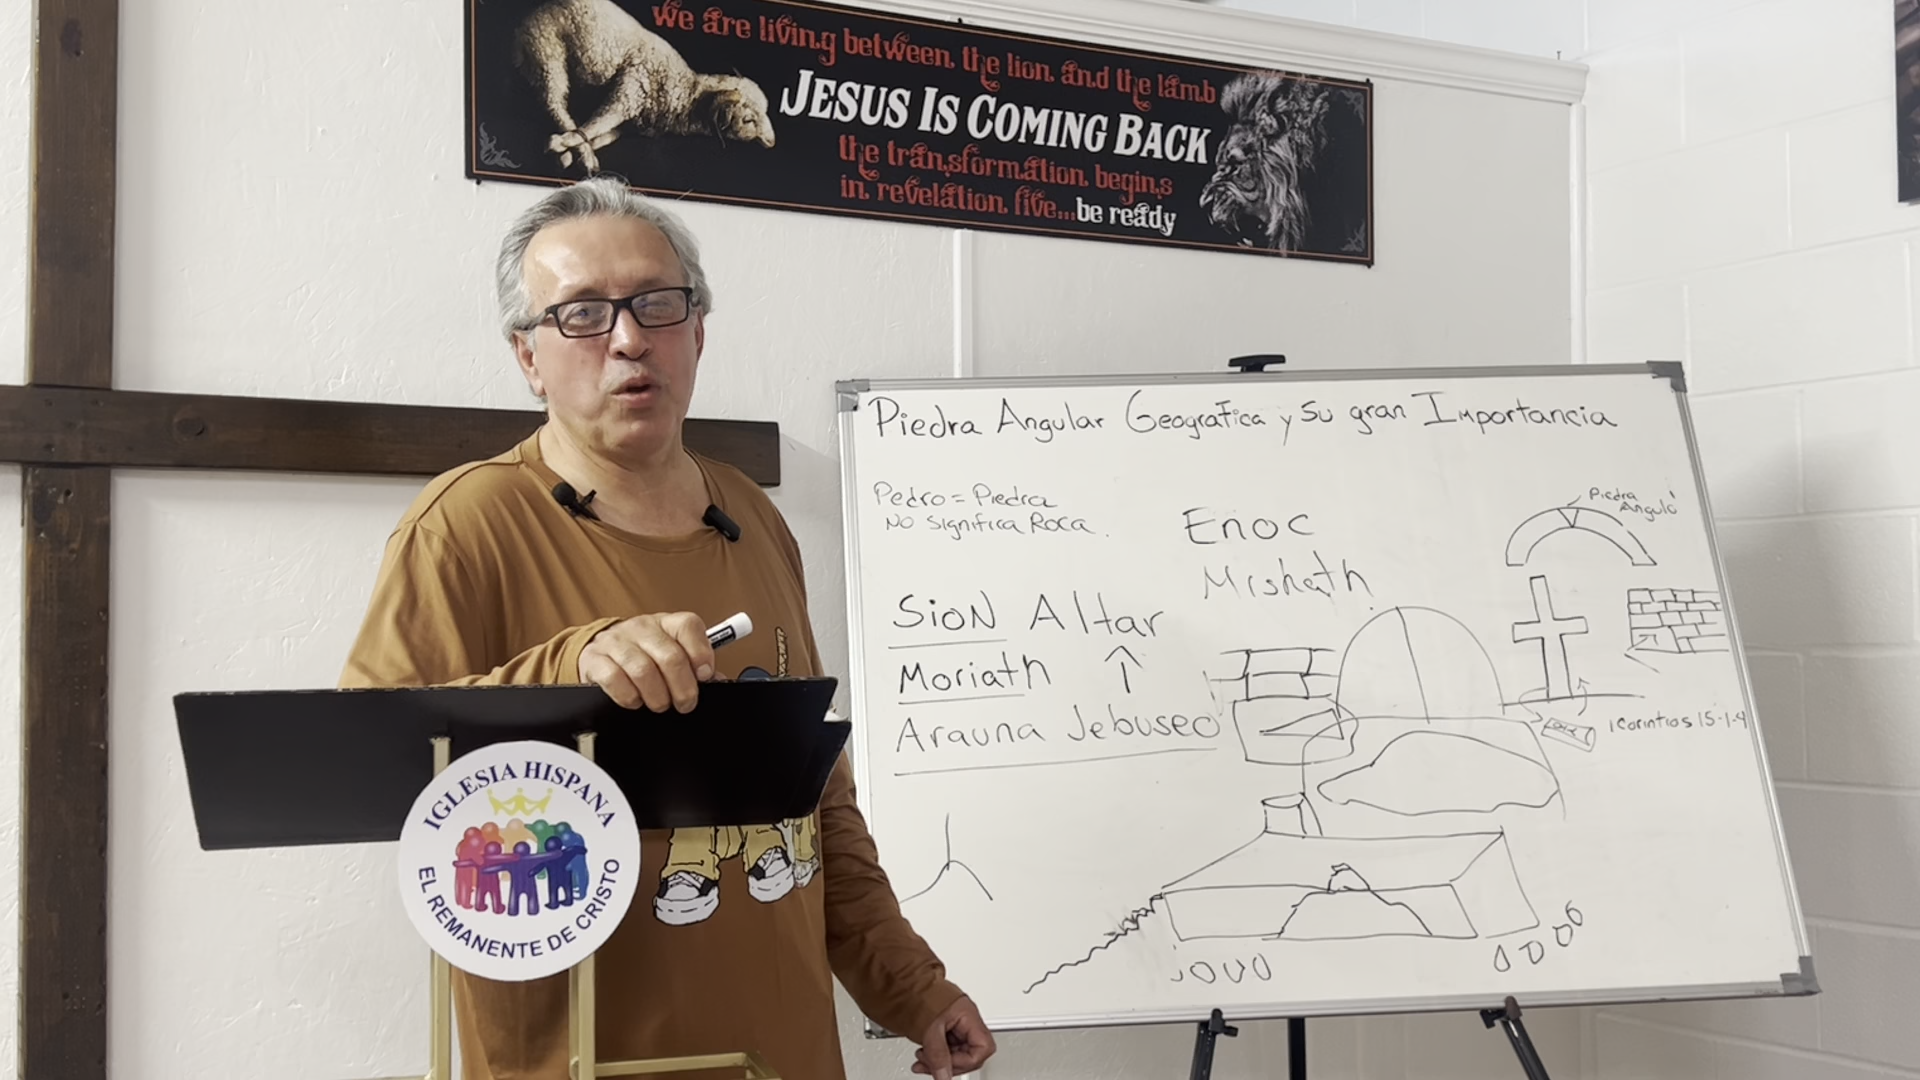 we are living between the lion and the lamb
JESUS IS COMING BACK
the transformation begins
in revelation five...be ready
Piedra Angular Geografica y Su gran Importancia
Pedro = Piedra
No Significa Roca.
Enoc
Piedra
Angular
SioN Altar
Moriath
Arauna Jebuseo
1 Corintios 15-1-4
IGLESIA HISPANA
EL REMANENTE DE CRISTO